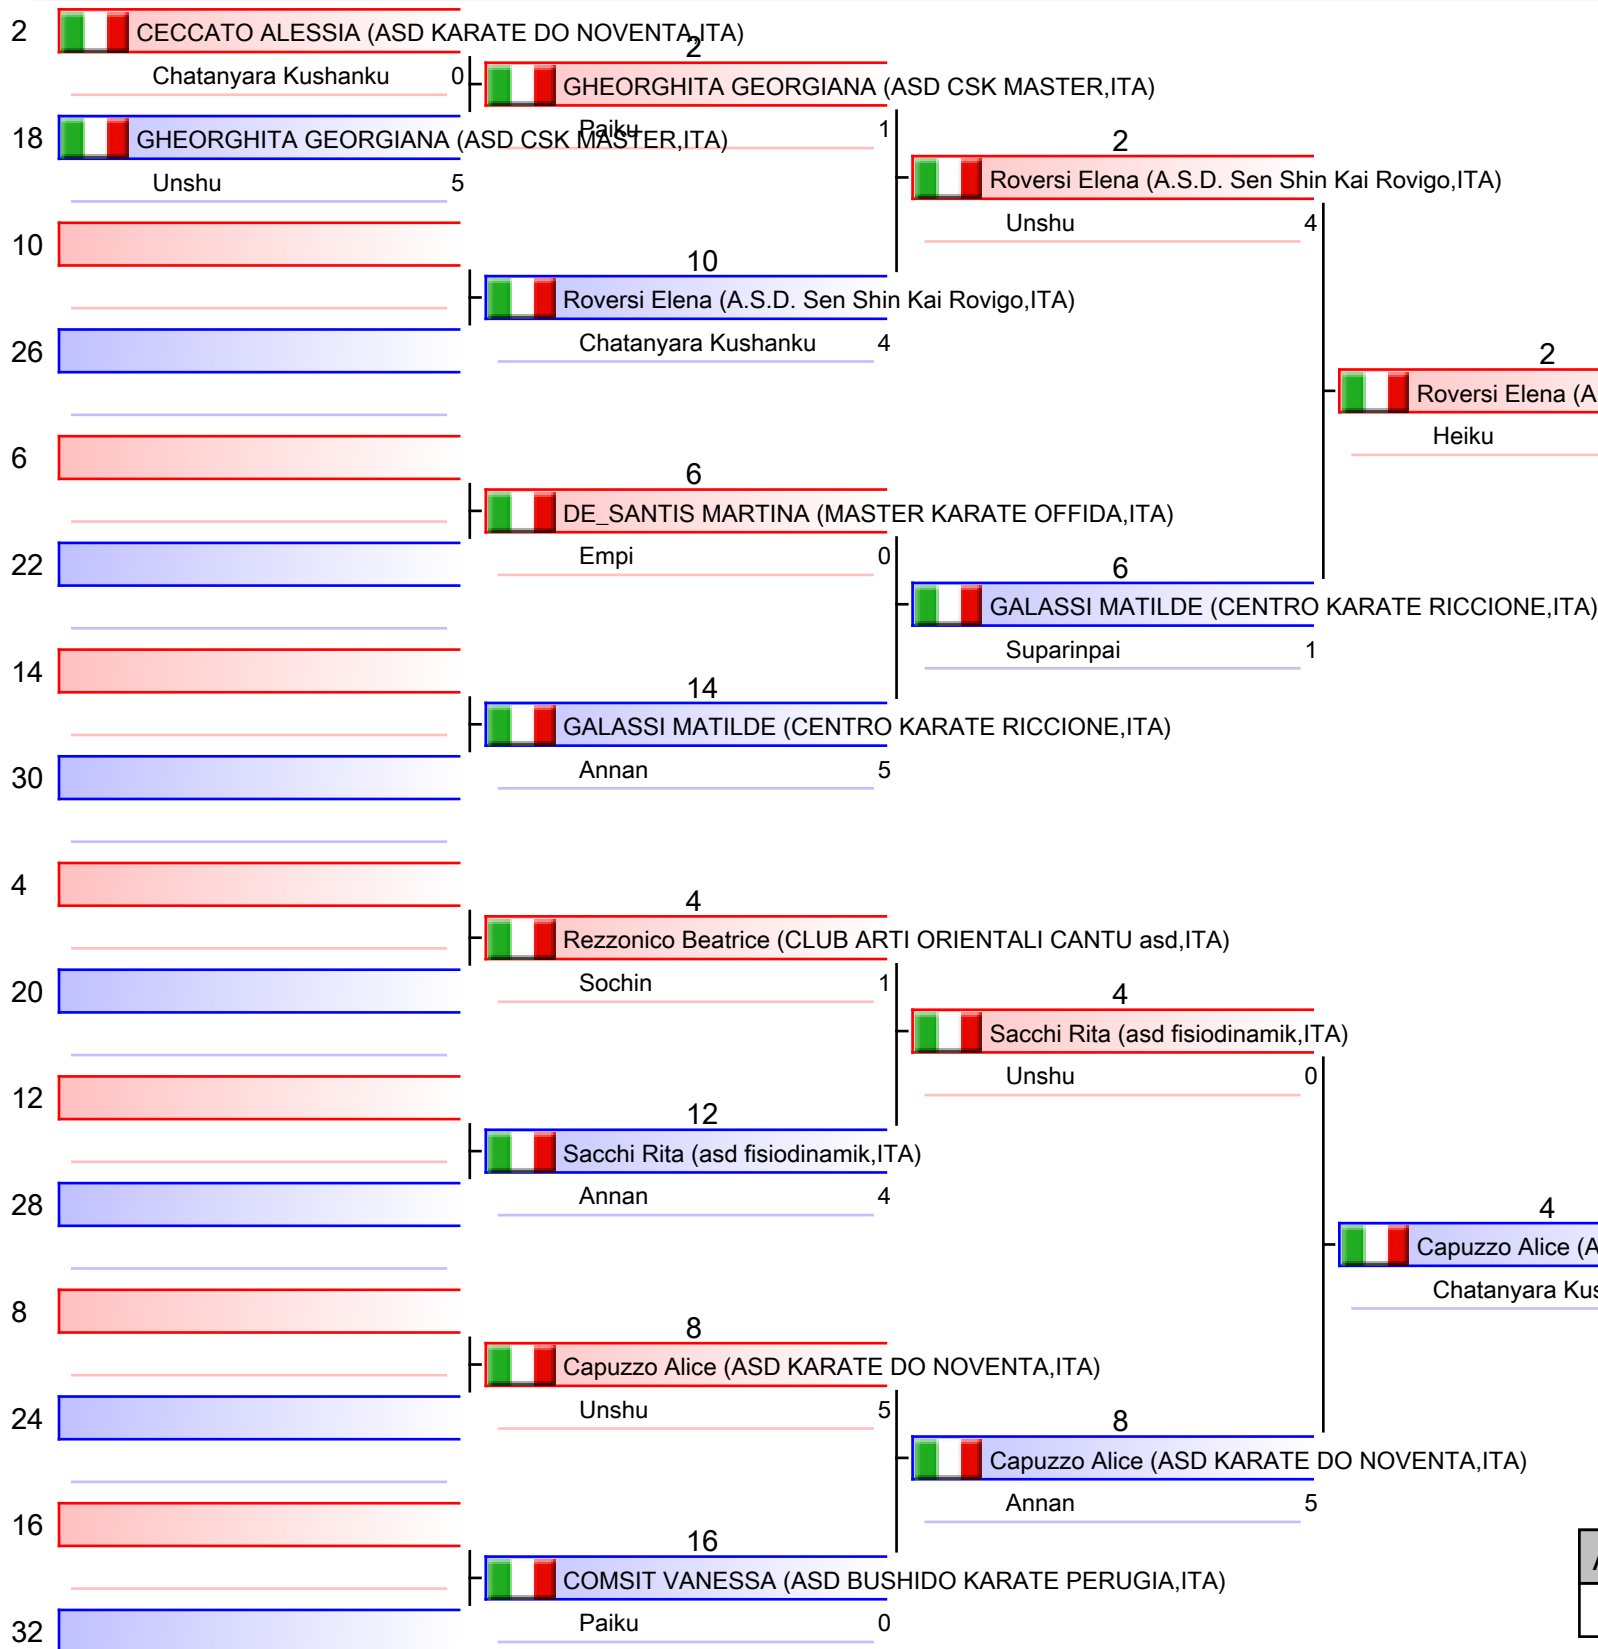 2 CECCATO ALESSIA (ASD KARATE DO NOVENTA,ITA)
Chatanyara Kushanku 0
18 GHEORGHITA GEORGIANA (ASD CSK MASTER,ITA)
Unshu 5
10
26
6
22
14
30
4
20
12
28
8
24
16
32
2
GHEORGHITA GEORGIANA (ASD CSK MASTER,ITA)
Paiku 1
10
Roversi Elena (A.S.D. Sen Shin Kai Rovigo,ITA)
Chatanyara Kushanku 4
6
DE_SANTIS MARTINA (MASTER KARATE OFFIDA,ITA)
Empi 0
14
GALASSI MATILDE (CENTRO KARATE RICCIONE,ITA)
Annan 5
4
Rezzonico Beatrice (CLUB ARTI ORIENTALI CANTU asd,ITA)
Sochin 1
12
Sacchi Rita (asd fisiodinamik,ITA)
Annan 4
8
Capuzzo Alice (ASD KARATE DO NOVENTA,ITA)
Unshu 5
16
COMSIT VANESSA (ASD BUSHIDO KARATE PERUGIA,ITA)
Paiku 0
2
Roversi Elena (A.S.D. Sen Shin Kai Rovigo,ITA)
Unshu 4
6
GALASSI MATILDE (CENTRO KARATE RICCIONE,ITA)
Suparinpai 1
4
Sacchi Rita (asd fisiodinamik,ITA)
Unshu 0
8
Capuzzo Alice (ASD KARATE DO NOVENTA,ITA)
Annan 5
2
Roversi Elena (A
Heiku
4
Capuzzo Alice (A
Chatanyara Kus